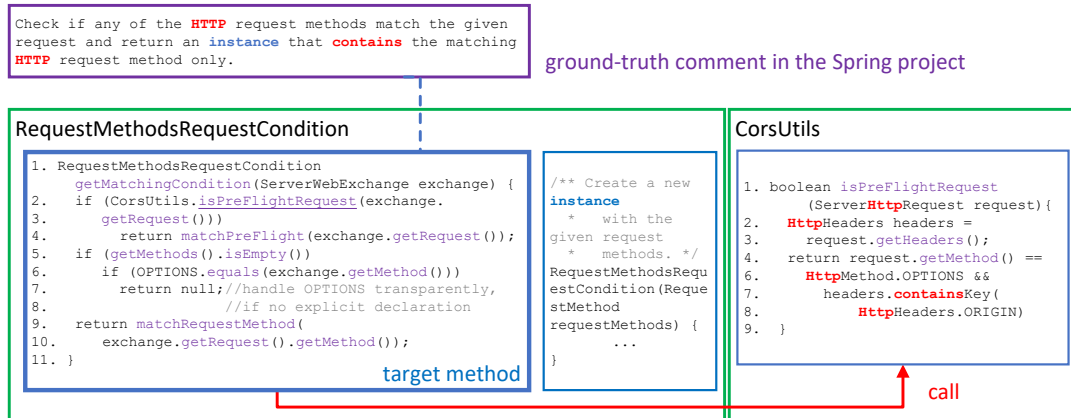 Check if any of the HTTP request methods match the given
request and return an instance that contains the matching
HTTP request method only.
ground-truth comment in the Spring project
RequestMethodsRequestCondition
1. RequestMethodsRequestCondition
getMatchingCondition(ServerWebExchange exchange) {
2. if (CorsUtils.isPreFlightRequest(exchange.
3. getRequest()))
4. return matchPreFlight(exchange.getRequest());
5. if (getMethods().isEmpty())
6. if (OPTIONS.equals(exchange.getMethod()))
7. return null;//handle OPTIONS transparently,
8. //if no explicit declaration
9. return matchRequestMethod(
10. exchange.getRequest().getMethod());
11. }
target method
/** Create a new
instance
* with the
given request
* methods. */
RequestMethodsRequ
estCondition(Reque
stMethod
requestMethods) {
...
}
CorsUtils
1. boolean isPreFlightRequest
(ServerHttpRequest request){
2. HttpHeaders headers =
3. request.getHeaders();
4. return request.getMethod() ==
6. HttpMethod.OPTIONS &&
7. headers.containsKey(
8. HttpHeaders.ORIGIN)
9. }
call